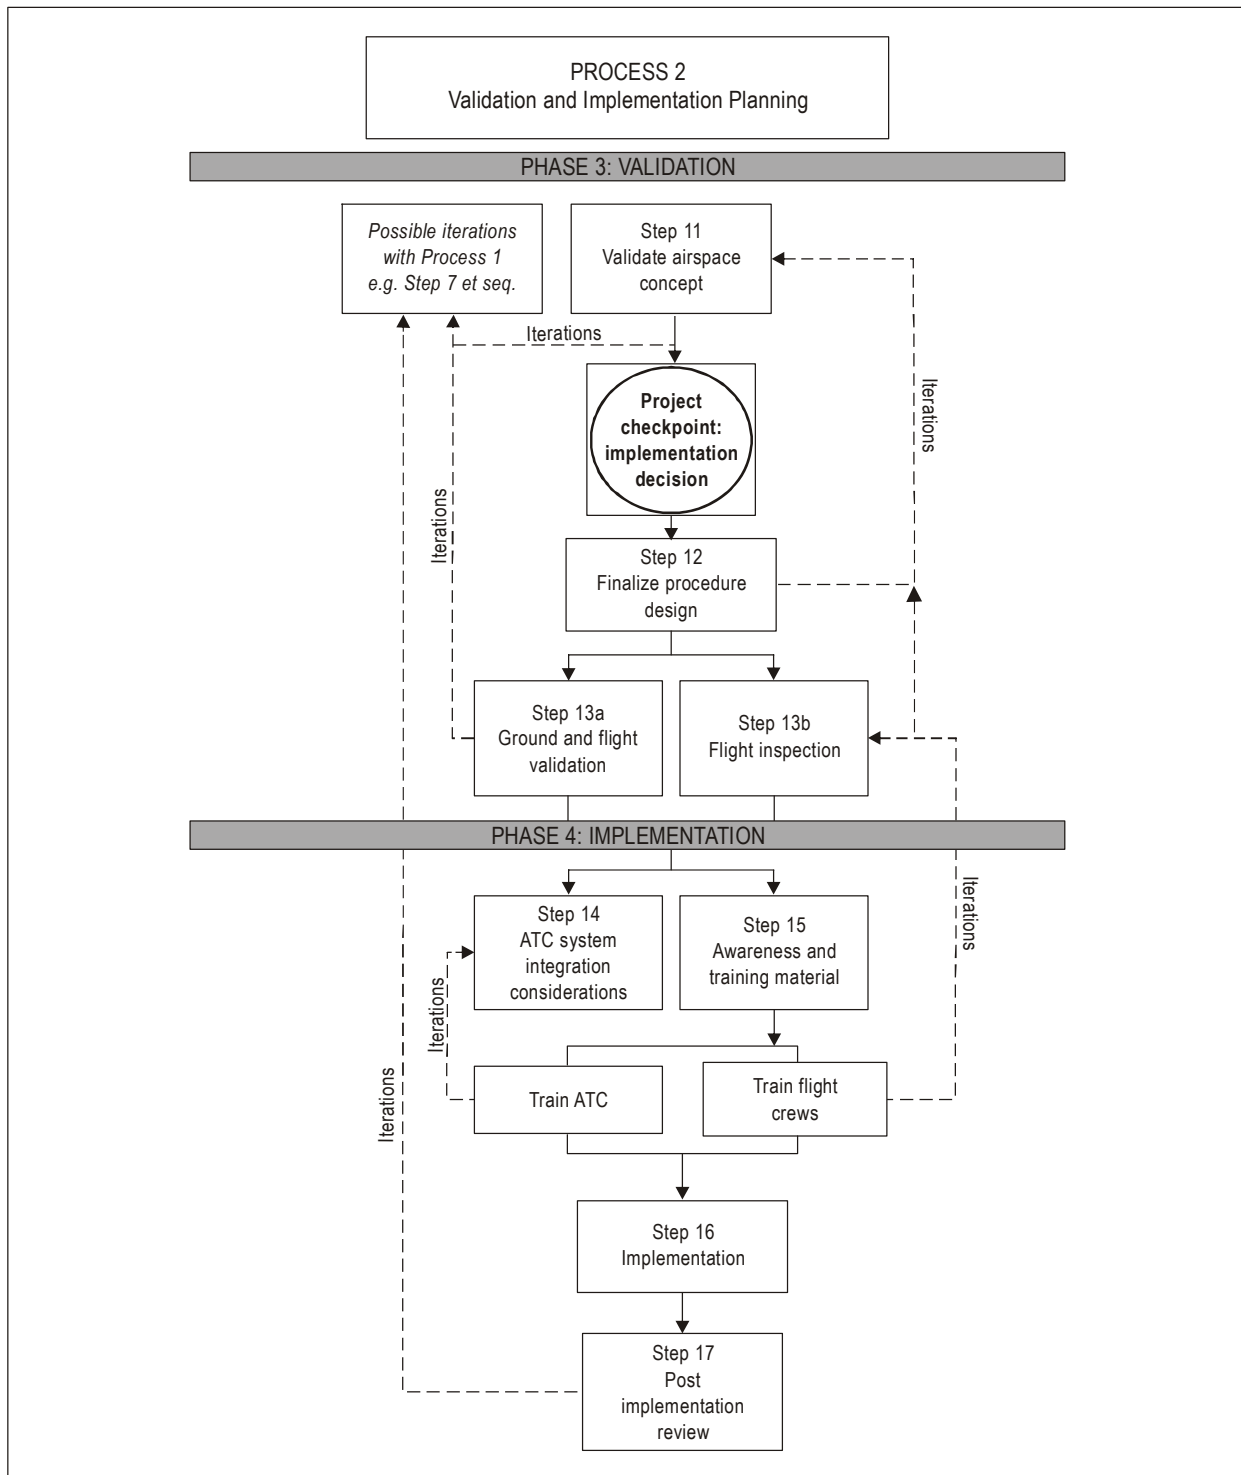 PROCESS 2
Validation and Implementation Planning
PHASE 3: VALIDATION
Possible iterations
with Process 1
e.g. Step 7 et seq.
Step 11
Validate airspace
concept
Iterations
Project
checkpoint:
implementation
decision
Iterations
Iterations
Step 12
Finalize procedure
design
Step 13a
Ground and flight
validation
Step 13b
Flight inspection
PHASE 4: IMPLEMENTATION
Step 14
ATC system
integration
considerations
Step 15
Awareness and
training material
Iterations
Iterations
Iterations
Train ATC
Train flight
crews
Step 16
Implementation
Step 17
Post
implementation
review